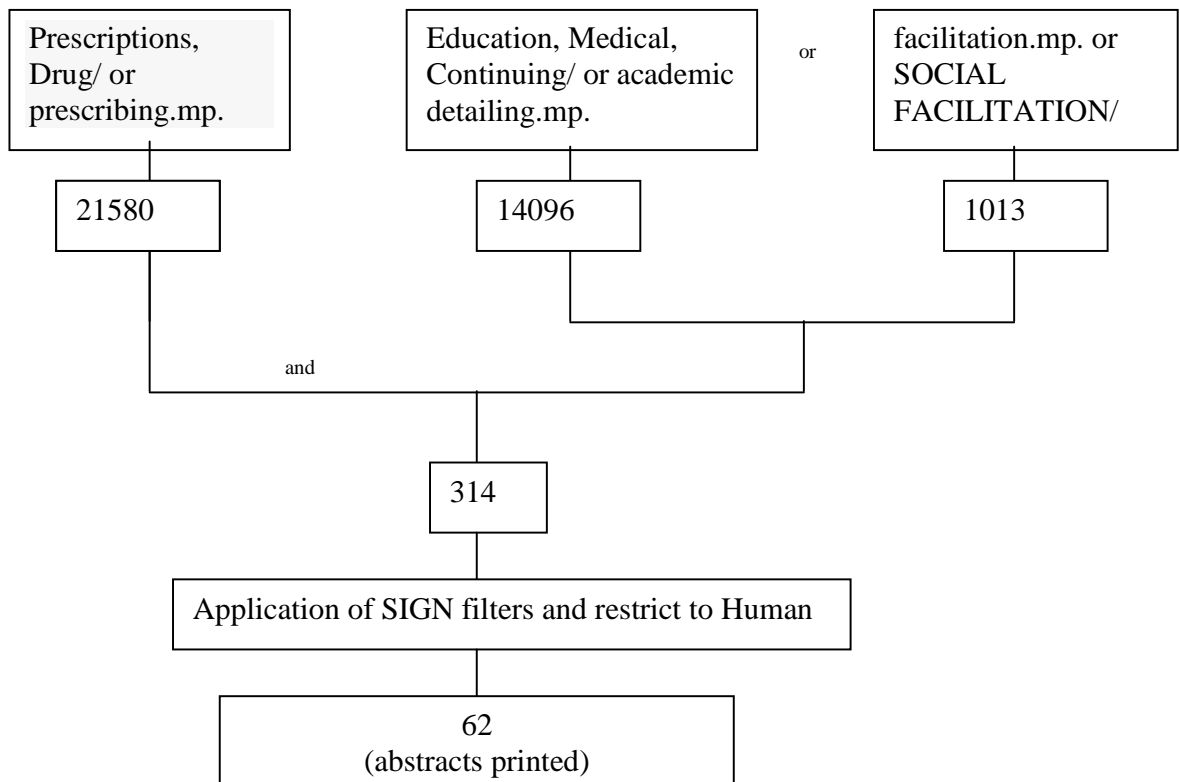 Prescriptions,
Drug/ or
prescribing.mp.
Education, Medical,
Continuing/ or academic
detailing.mp.
or
facilitation.mp. or
SOCIAL
FACILITATION/
21580
14096
1013
and
314
Application of SIGN filters and restrict to Human
62
(abstracts printed)